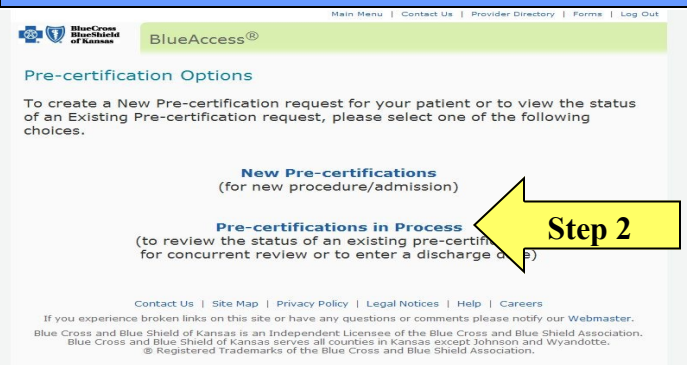 Main Menu | Contact Us | Provider Directory | Forms | Log Out
BlueCross
BlueShield
of Kansas
BlueAccess®
Pre-certification Options
To create a New Pre-certification request for your patient or to view the status
of an Existing Pre-certification request, please select one of the following
choices.
New Pre-certifications
(for new procedure/admission)
Pre-certifications in Process
Step 2
(to review the status of an existing
for concurrent review or to enter a discharge
Contact Us | Site Map | Privacy Policy | Legal Notices | Help | Careers
If you experience broken links on this site or have any questions or comments please notify our Webmaster.
Blue Cross and Blue Shield of Kansas is an Independent Licensee of the Blue Cross and Blue Shield Association.
Blue Cross and Blue Shield of Kansas serves all counties in Kansas except Johnson and Wyandotte.
® Registered Trademarks of the Blue Cross and Blue Shield Association.